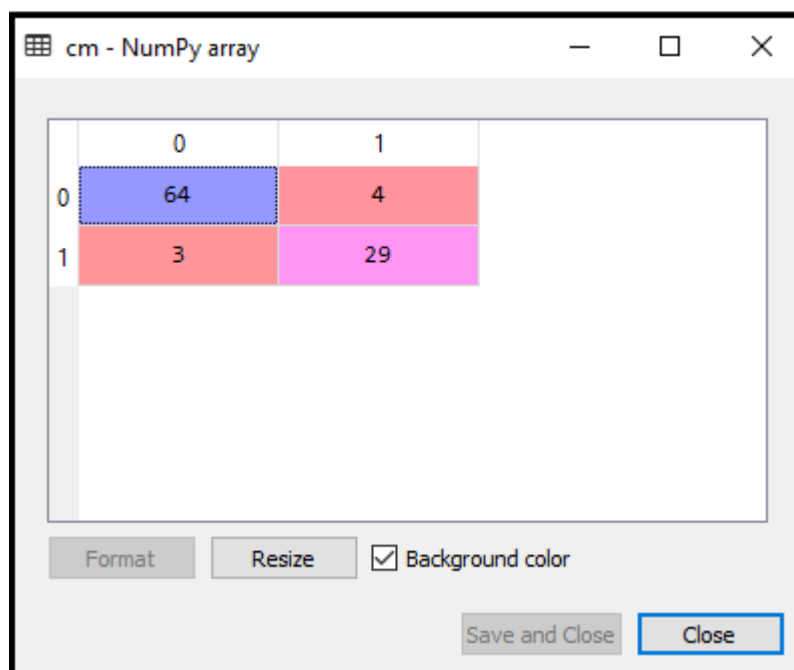 cm - NumPy array
0 1
0 64 4
1 3 29
Format Resize Background color
Save and Close Close